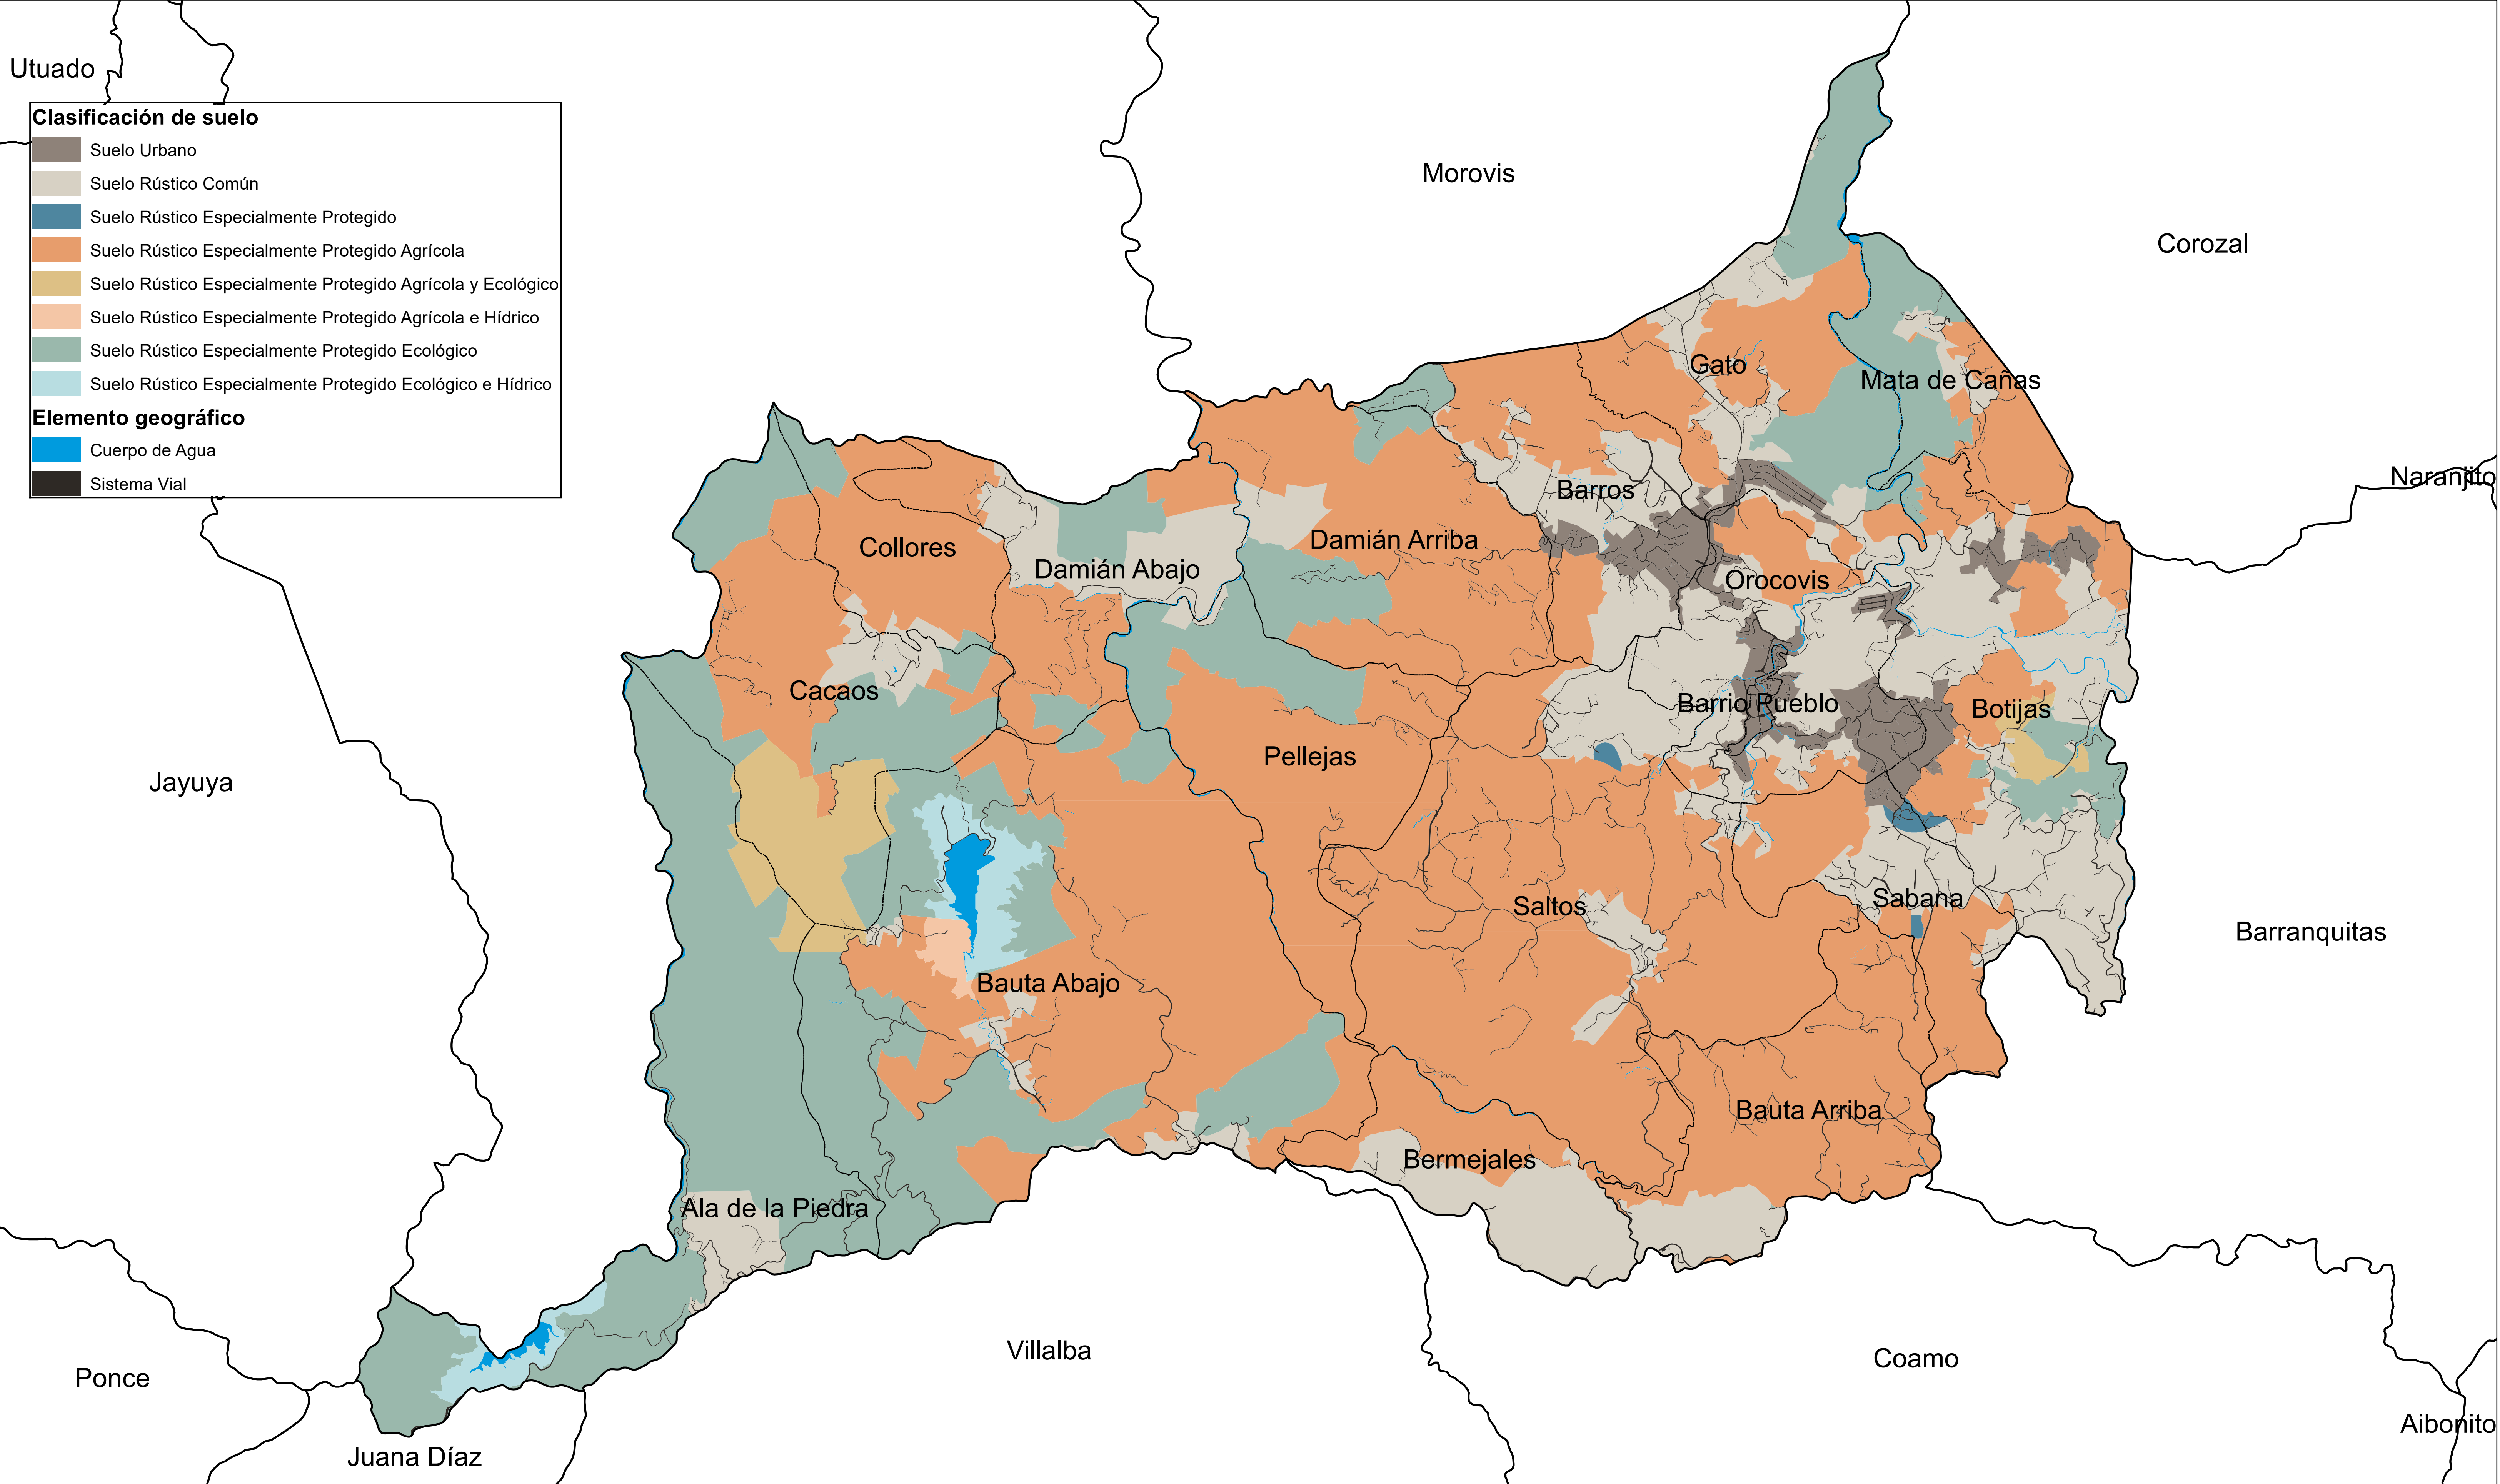 Utuado
Clasificación de suelo
Suelo Urbano
Suelo Rústico Común
Suelo Rústico Especialmente Protegido
Suelo Rústico Especialmente Protegido Agrícola
Suelo Rústico Especialmente Protegido Agrícola y Ecológico
Suelo Rústico Especialmente Protegido Agrícola e Hídrico
Suelo Rústico Especialmente Protegido Ecológico
Suelo Rústico Especialmente Protegido Ecológico e Hídrico
Elemento geográfico
Cuerpo de Agua
Sistema Vial
Morovis
Corozal
Gato
Mata de Cañas
Naranjito
Barros
Damián Arriba
Collores
Damián Abajo
Orocovis
Cacaos
Barrio Pueblo
Botijas
Pellejas
Jayuya
Sabana
Saltos
Barranquitas
Bauta Abajo
Bauta Arriba
Bermejales
Ala de la Piedra
Villalba
Coamo
Ponce
Aibonito
Juana Díaz